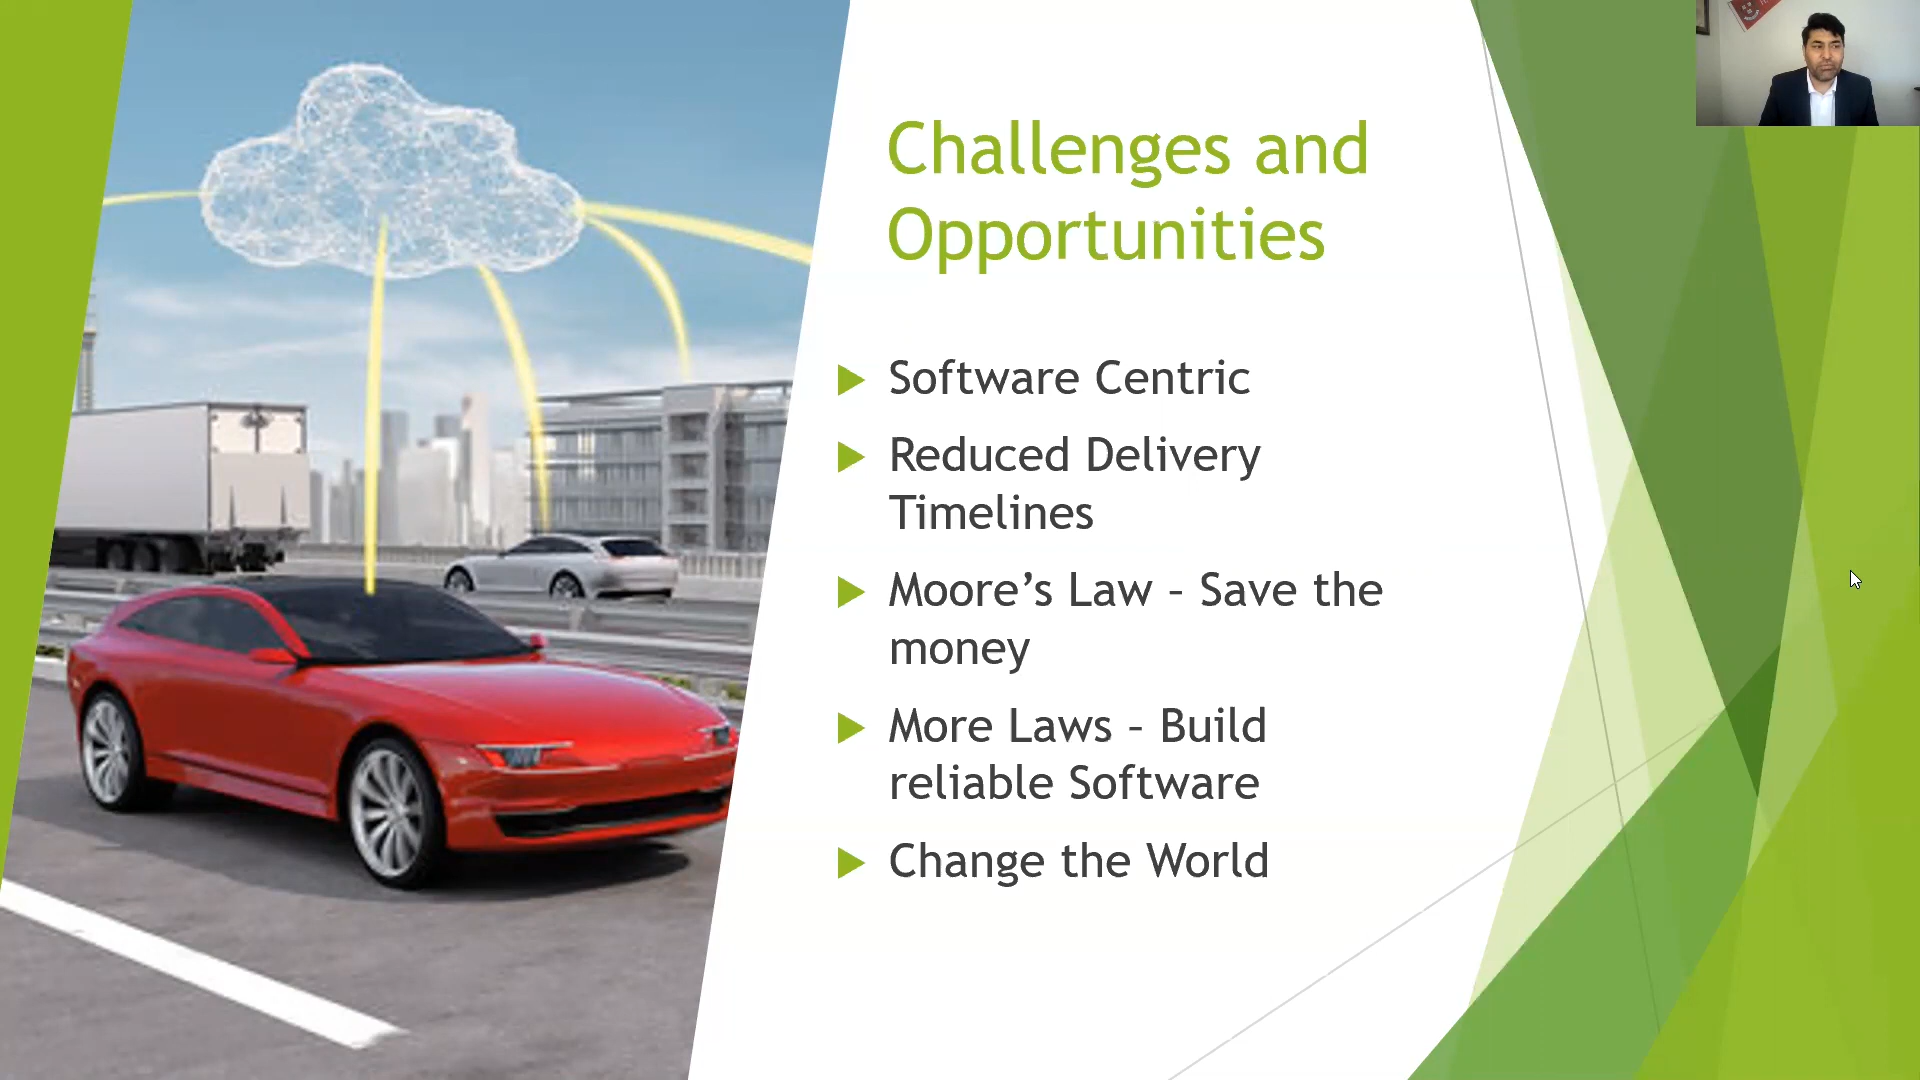 Challenges and
Opportunities
Software Centric
Reduced Delivery
Timelines
Moore’s Law – Save the
money
More Laws – Build
reliable Software
Change the World